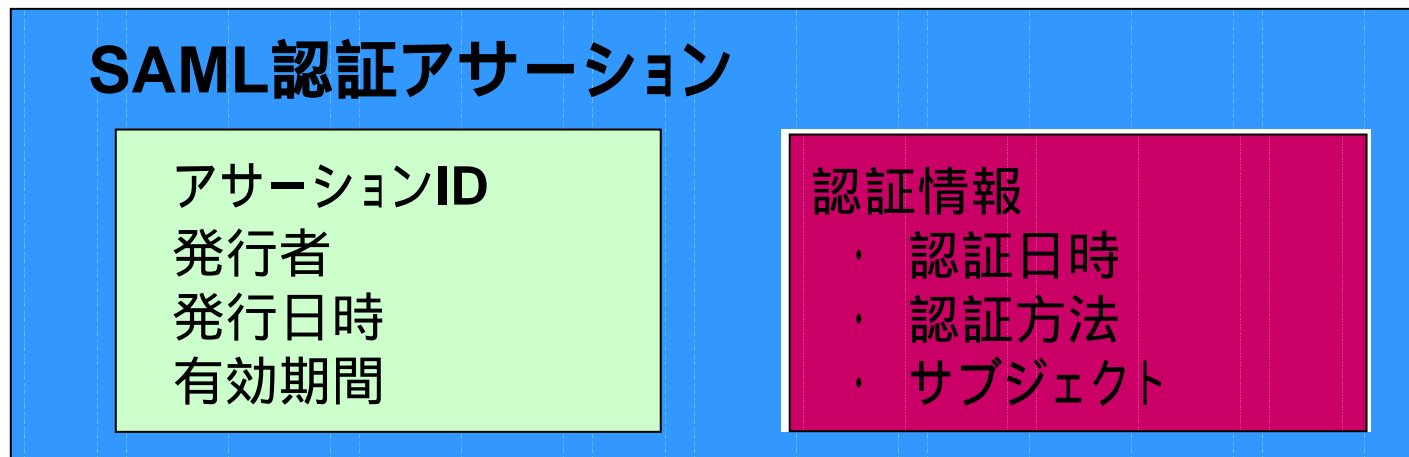 SAML認証アサーション
アサーションID
発行者
発行日時
有効期間
認証情報
・ 認証日時
・ 認証方法
・ サブジェクト